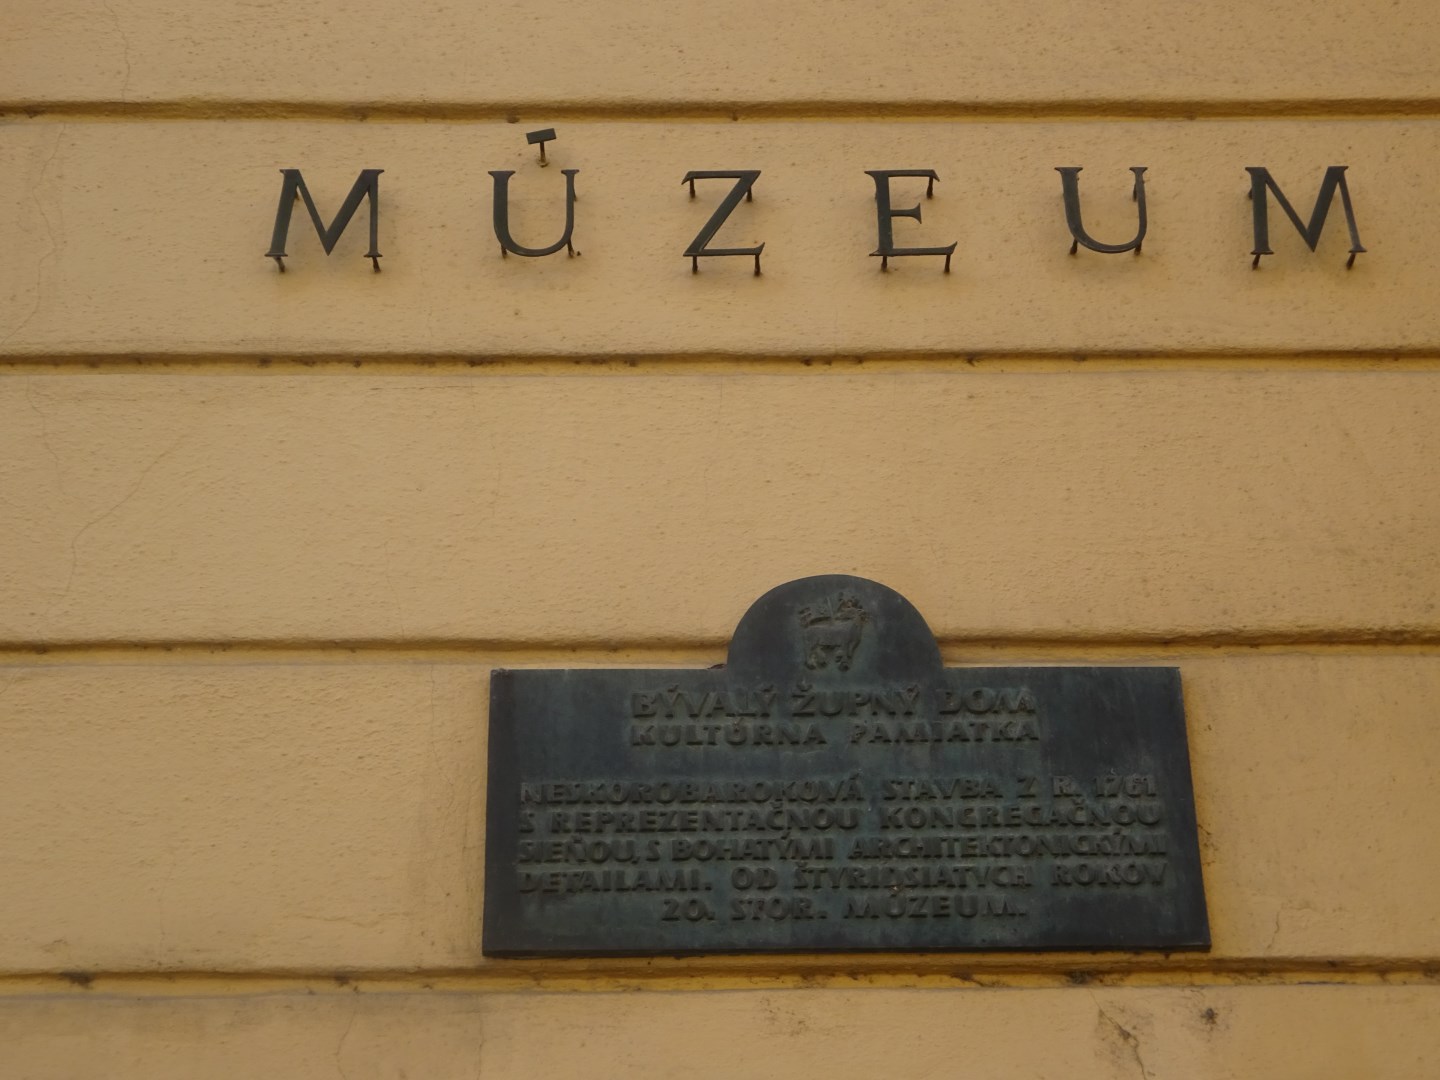 MÚZEUM
BÝVALÝ ŽUPNÝ DOM
KULTÚRNA PAMIATKA
NESKOROBAROKOVÁ STAVBA Z R. 1761
S REPREZENTAČNOU KONGREGAČNOU
SIEŇOU, S BOHATÝMI ARCHITEKTONICKÝMI
DETAILAMI. OD ŠTYRIDSIATYCH ROKOV
20. STOR. MÚZEUM.